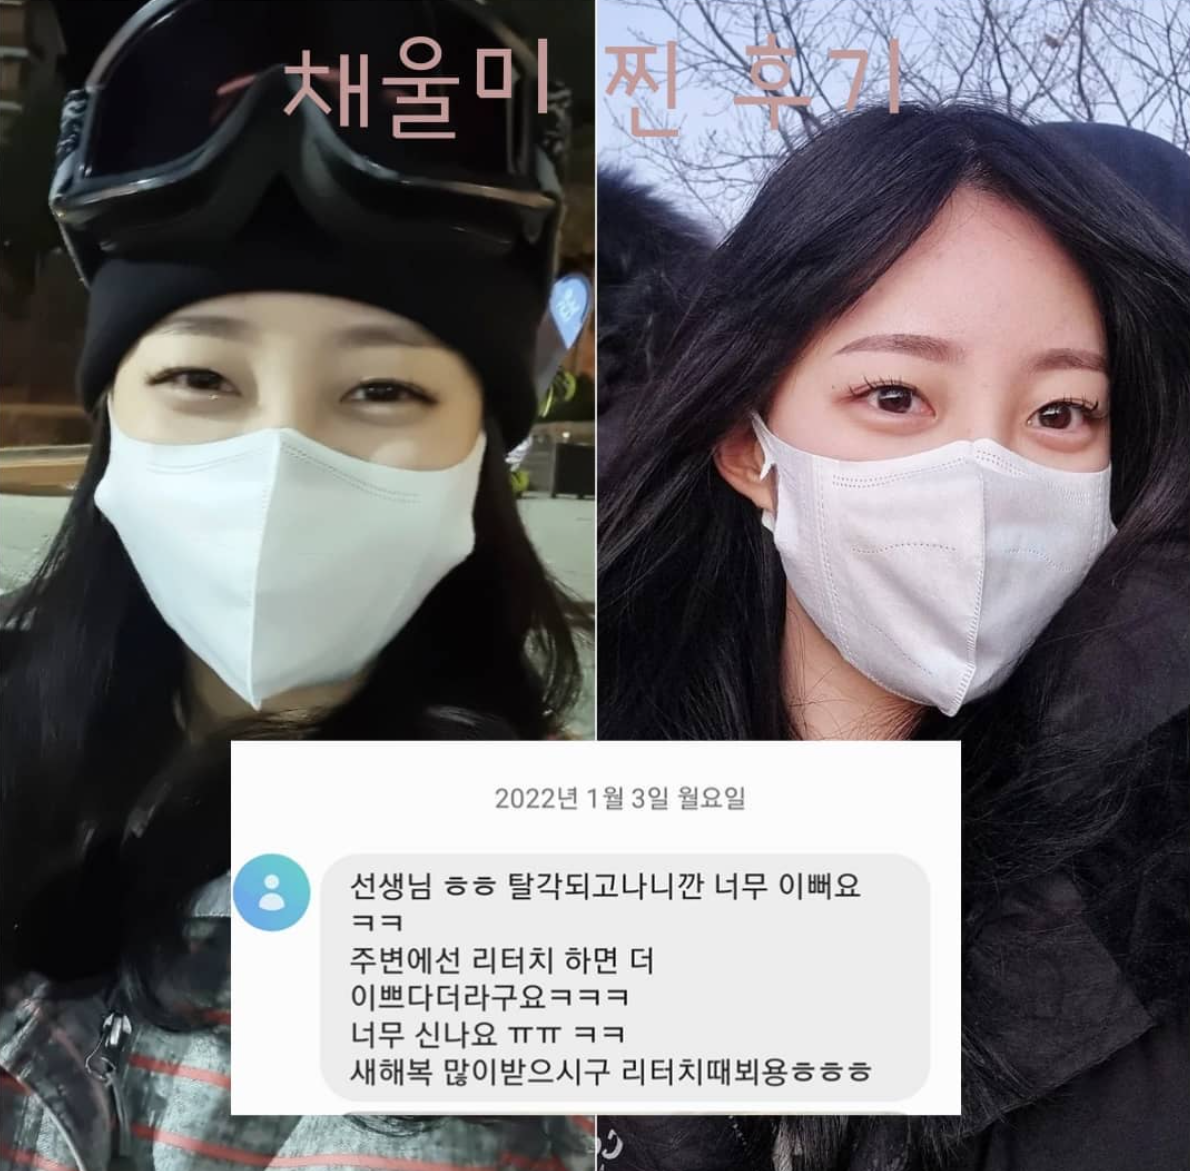 채울미 찐 후기
2022년 1월 3일 월요일
선생님 ㅎㅎ 탈각되고나니깐 너무 이뻐요
ㅋㅋ
주변에선 리터치 하면 더
이쁘다더라구요ㅋㅋㅋ
너무 신나요 ㅠㅠ ㅋㅋ
새해복 많이받으시구 리터치때뵈용ㅎㅎㅎ